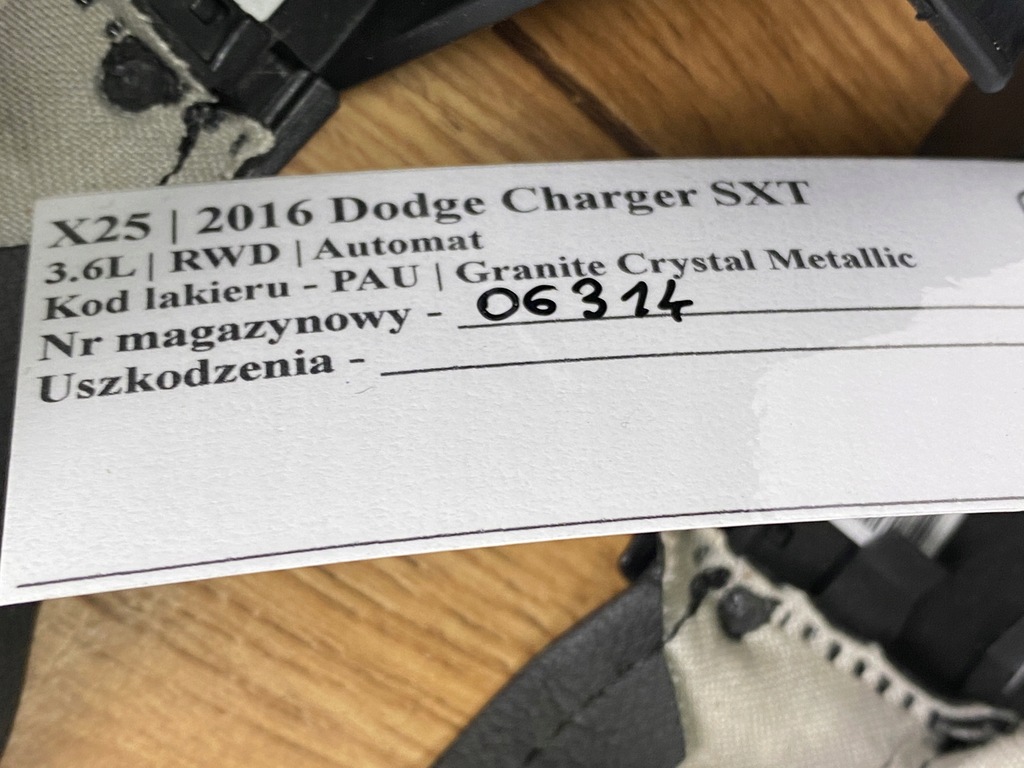 X25 | 2016 Dodge Charger SXT
3.6L | RWD | Automat
Kod lakieru - PAU | Granite Crystal Metallic
Nr magazynowy - 06314
Uszkodzenia -